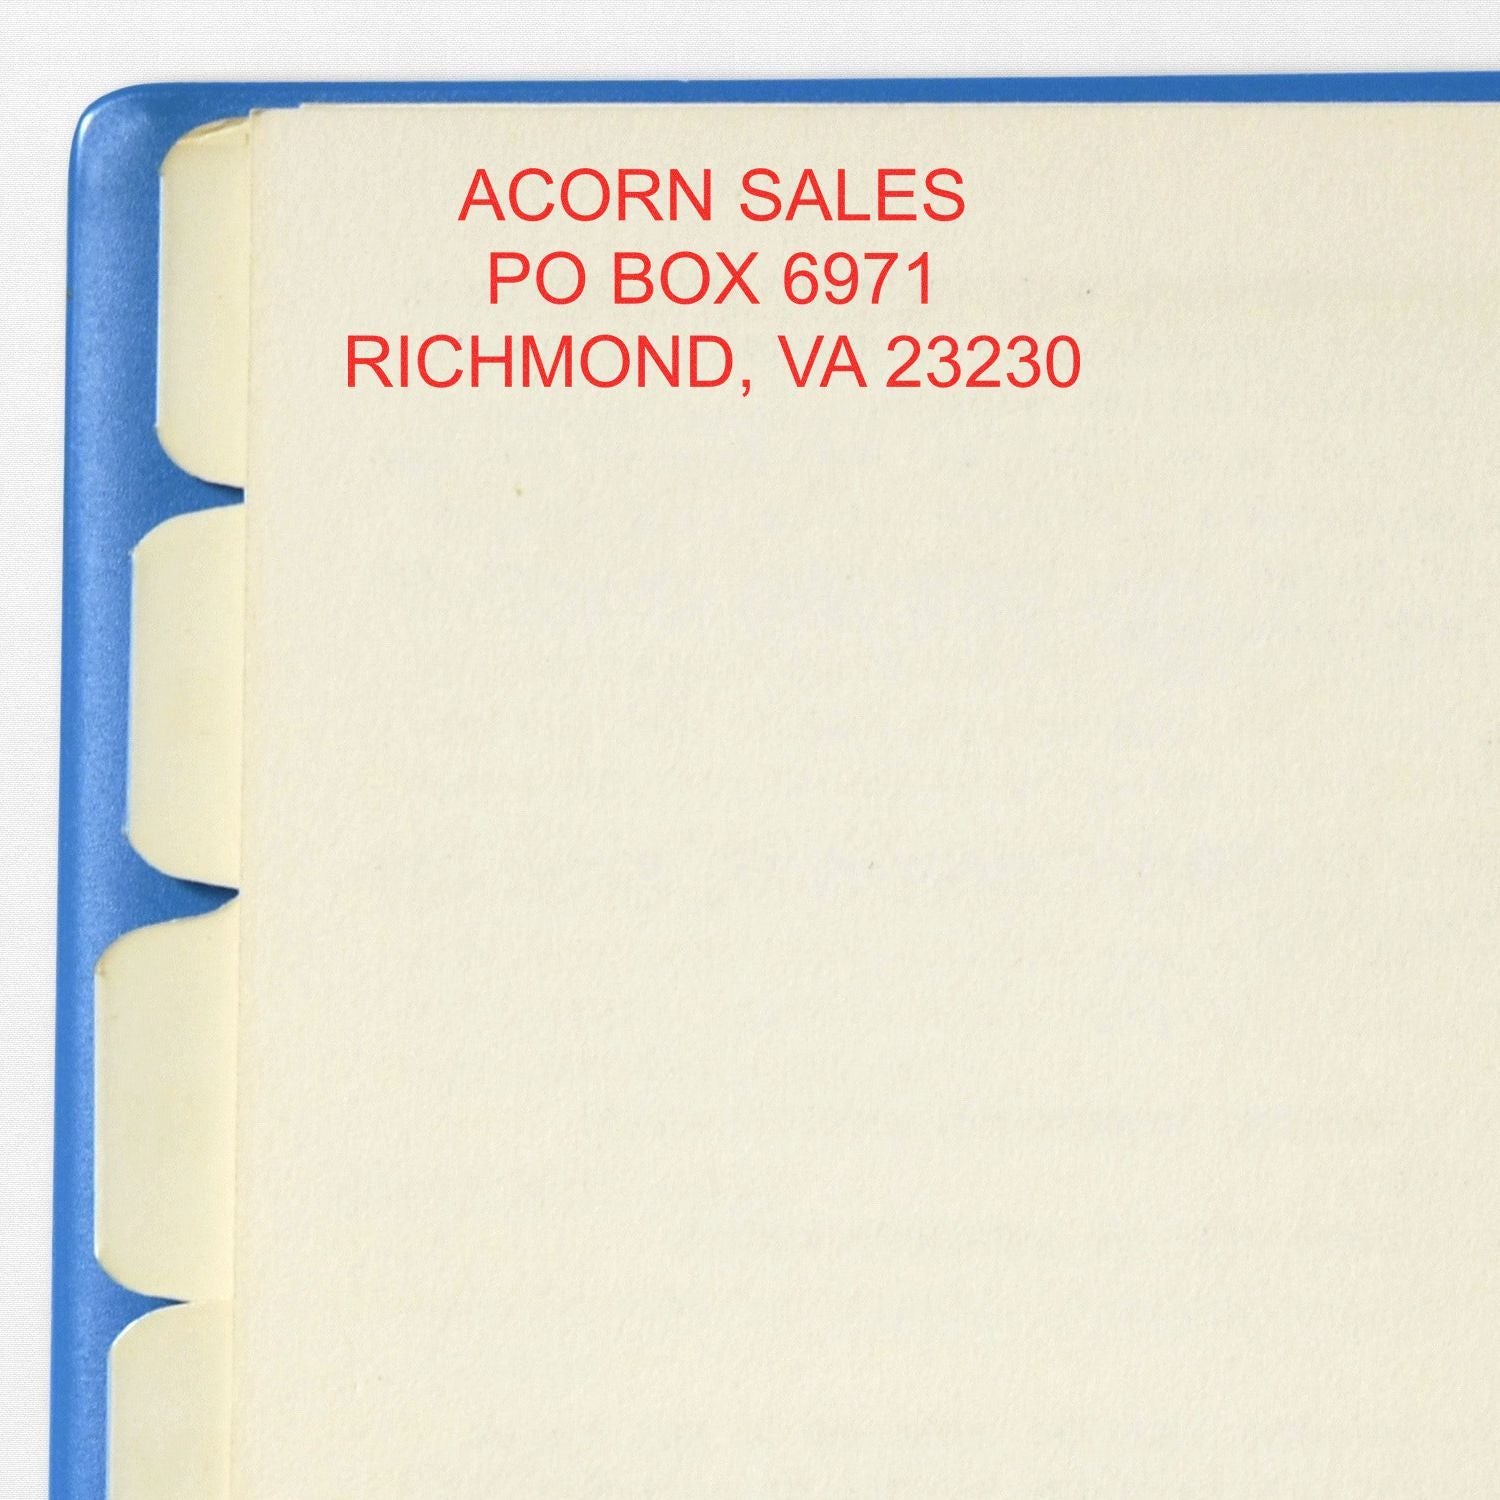 ACORN SALES
PO BOX 6971
RICHMOND, VA 23230